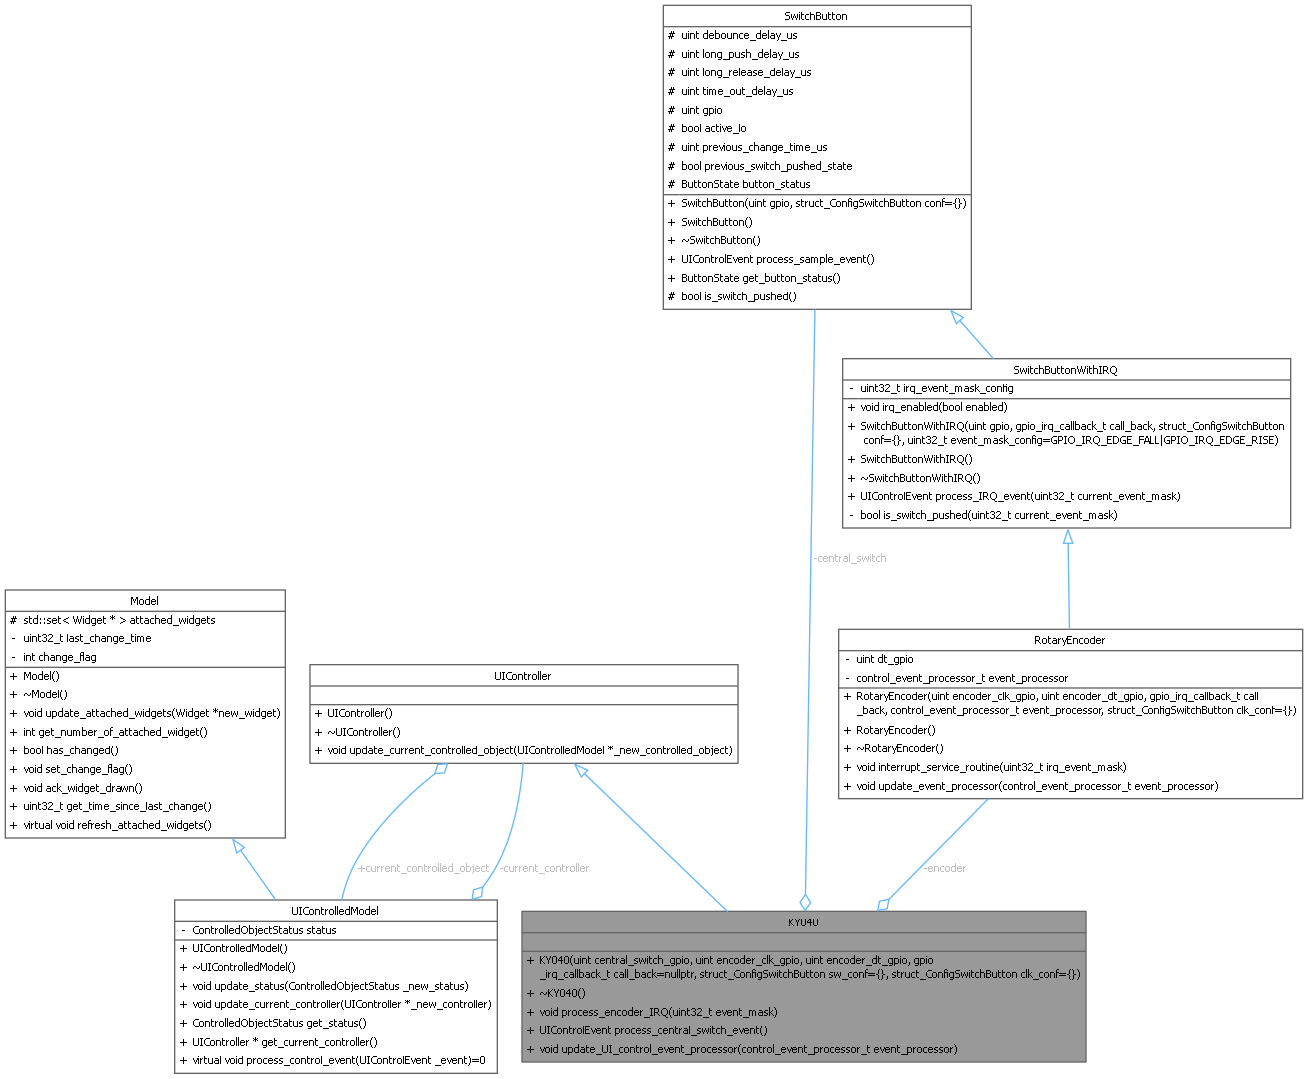 SwitchButton
# uint debounce_delay_us
# uint long_push_delay_us
# uint long_release_delay_us
# uint time_out_delay_us
# uint gpio
# bool active_lo
# uint previous_change_time_us
# bool previous_switch_pushed_state
# ButtonState button_status
+ SwitchButton(uint gpio, struct_ConfigSwitchButton conf={})
+ SwitchButton()
+ ~SwitchButton()
+ UIControlEvent process_sample_event()
+ ButtonState get_button_status()
# bool is_switch_pushed()
SwitchButtonWithIRQ
- uint32_t irq_event_mask_config
+ void irq_enabled(bool enabled)
+ SwitchButtonWithIRQ(uint gpio, gpio_irq_callback_t call_back, struct_ConfigSwitchButton
conf={}, uint32_t event_mask_config=GPIO_IRQ_EDGE_FALL|GPIO_IRQ_EDGE_RISE)
+ SwitchButtonWithIRQ()
+ ~SwitchButtonWithIRQ()
+ UIControlEvent process_IRQ_event(uint32_t current_event_mask)
- bool is_switch_pushed(uint32_t current_event_mask)
-central_switch
Model
# std::set< Widget * > attached_widgets
- uint32_t last_change_time
- int change_flag
+ Model()
+ ~Model()
+ void update_attached_widgets(Widget *new_widget)
+ int get_number_of_attached_widget()
+ bool has_changed()
+ void set_change_flag()
+ void ack_widget_drawn()
+ uint32_t get_time_since_last_change()
+ virtual void refresh_attached_widgets()
UIController
+ UIController()
+ ~UIController()
+ void update_current_controlled_object(UIControlledModel *_new_controlled_object)
RotaryEncoder
- uint dt_gpio
- control_event_processor_t event_processor
+ RotaryEncoder(uint encoder_clk_gpio, uint encoder_dt_gpio, gpio_irq_callback_t call
_back, control_event_processor_t event_processor, struct_ConfigSwitchButton clk_conf={})
+ RotaryEncoder()
+ ~RotaryEncoder()
+ void interrupt_service_routine(uint32_t irq_event_mask)
+ void update_event_processor(control_event_processor_t event_processor)
+current_controlled_object
-current_controller
-encoder
UIControlledModel
- ControlledObjectStatus status
+ UIControlledModel()
+ ~UIControlledModel()
+ void update_status(ControlledObjectStatus _new_status)
+ void update_current_controller(UIController *_new_controller)
+ ControlledObjectStatus get_status()
+ UIController * get_current_controller()
+ virtual void process_control_event(UIControlEvent _event)=0
KY040
+ KY040(uint central_switch_gpio, uint encoder_clk_gpio, uint encoder_dt_gpio, gpio
_irq_callback_t call_back=nullptr, struct_ConfigSwitchButton sw_conf={}, struct_ConfigSwitchButton clk_conf={})
+ ~KY040()
+ void process_encoder_IRQ(uint32_t event_mask)
+ UIControlEvent process_central_switch_event()
+ void update_UI_control_event_processor(control_event_processor_t event_processor)